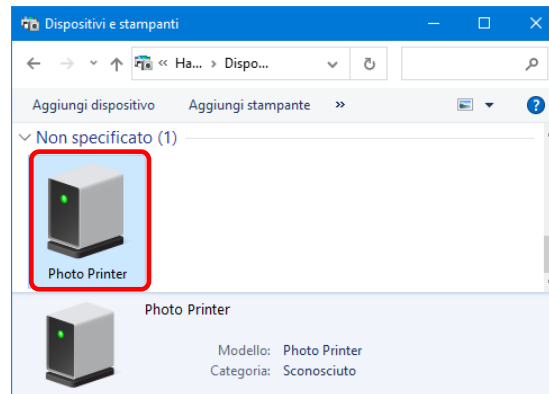 Dispositivi e stampanti
« Ha... › Dispo...
Aggiungi dispositivo Aggiungi stampante »
Non specificato (1)
Photo Printer
Photo Printer
Modello: Photo Printer
Categoria: Sconosciuto